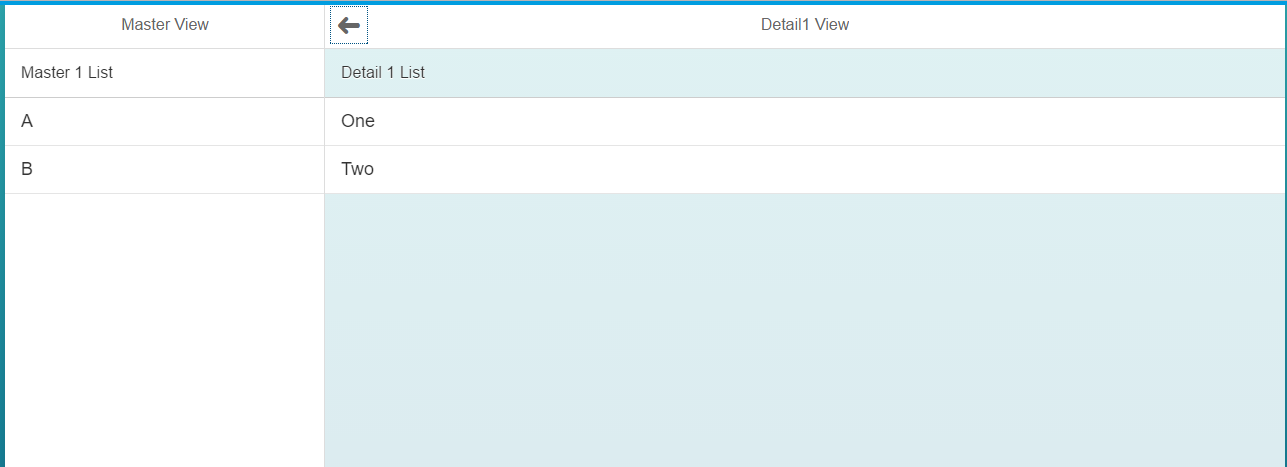 Master View
Detail1 View
Master 1 List
Detail 1 List
A
One
B
Two